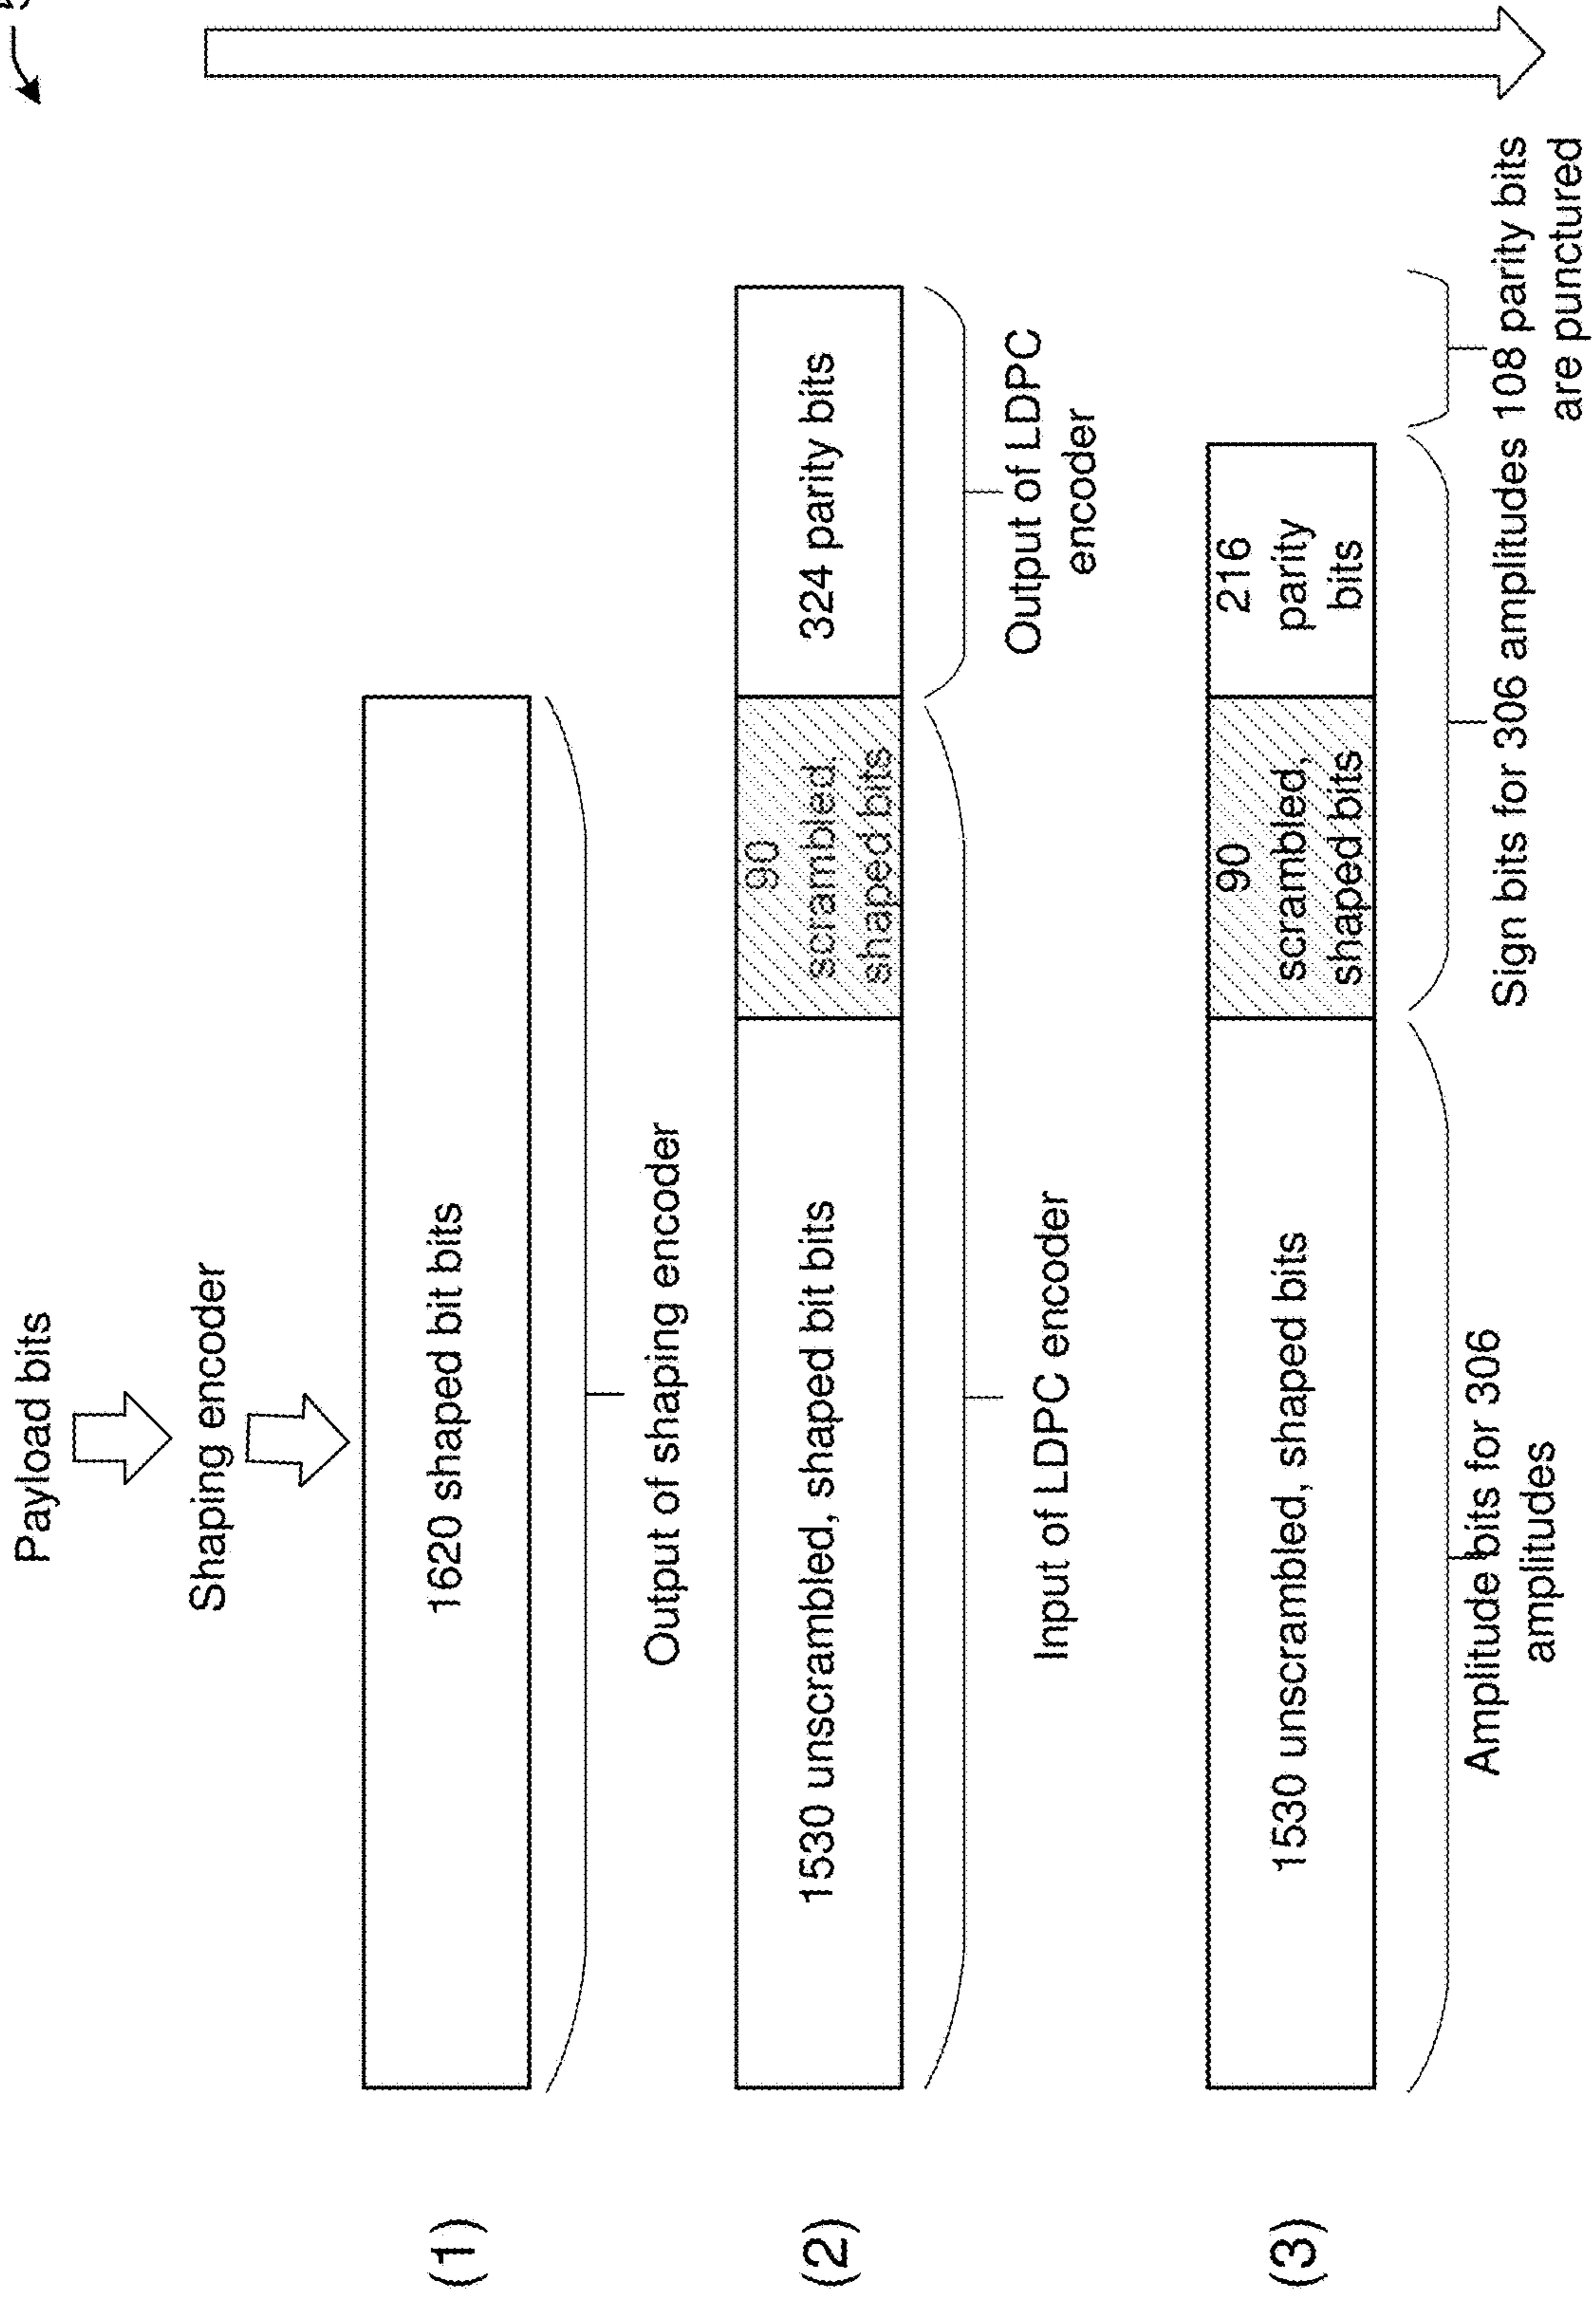 Payload bits
Shaping encoder
(1)
1620 shaped bit bits
Output of shaping encoder
(2)
1530 unscrambled, shaped bit bits
90
scrambled,
shaped bits
324 parity bits
Input of LDPC encoder
Output of LDPC
encoder
(3)
1530 unscrambled, shaped bits
90
scrambled,
shaped bits
216
parity
bits
Amplitude bits for 306
amplitudes
Sign bits for 306 amplitudes
108 parity bits
are punctured